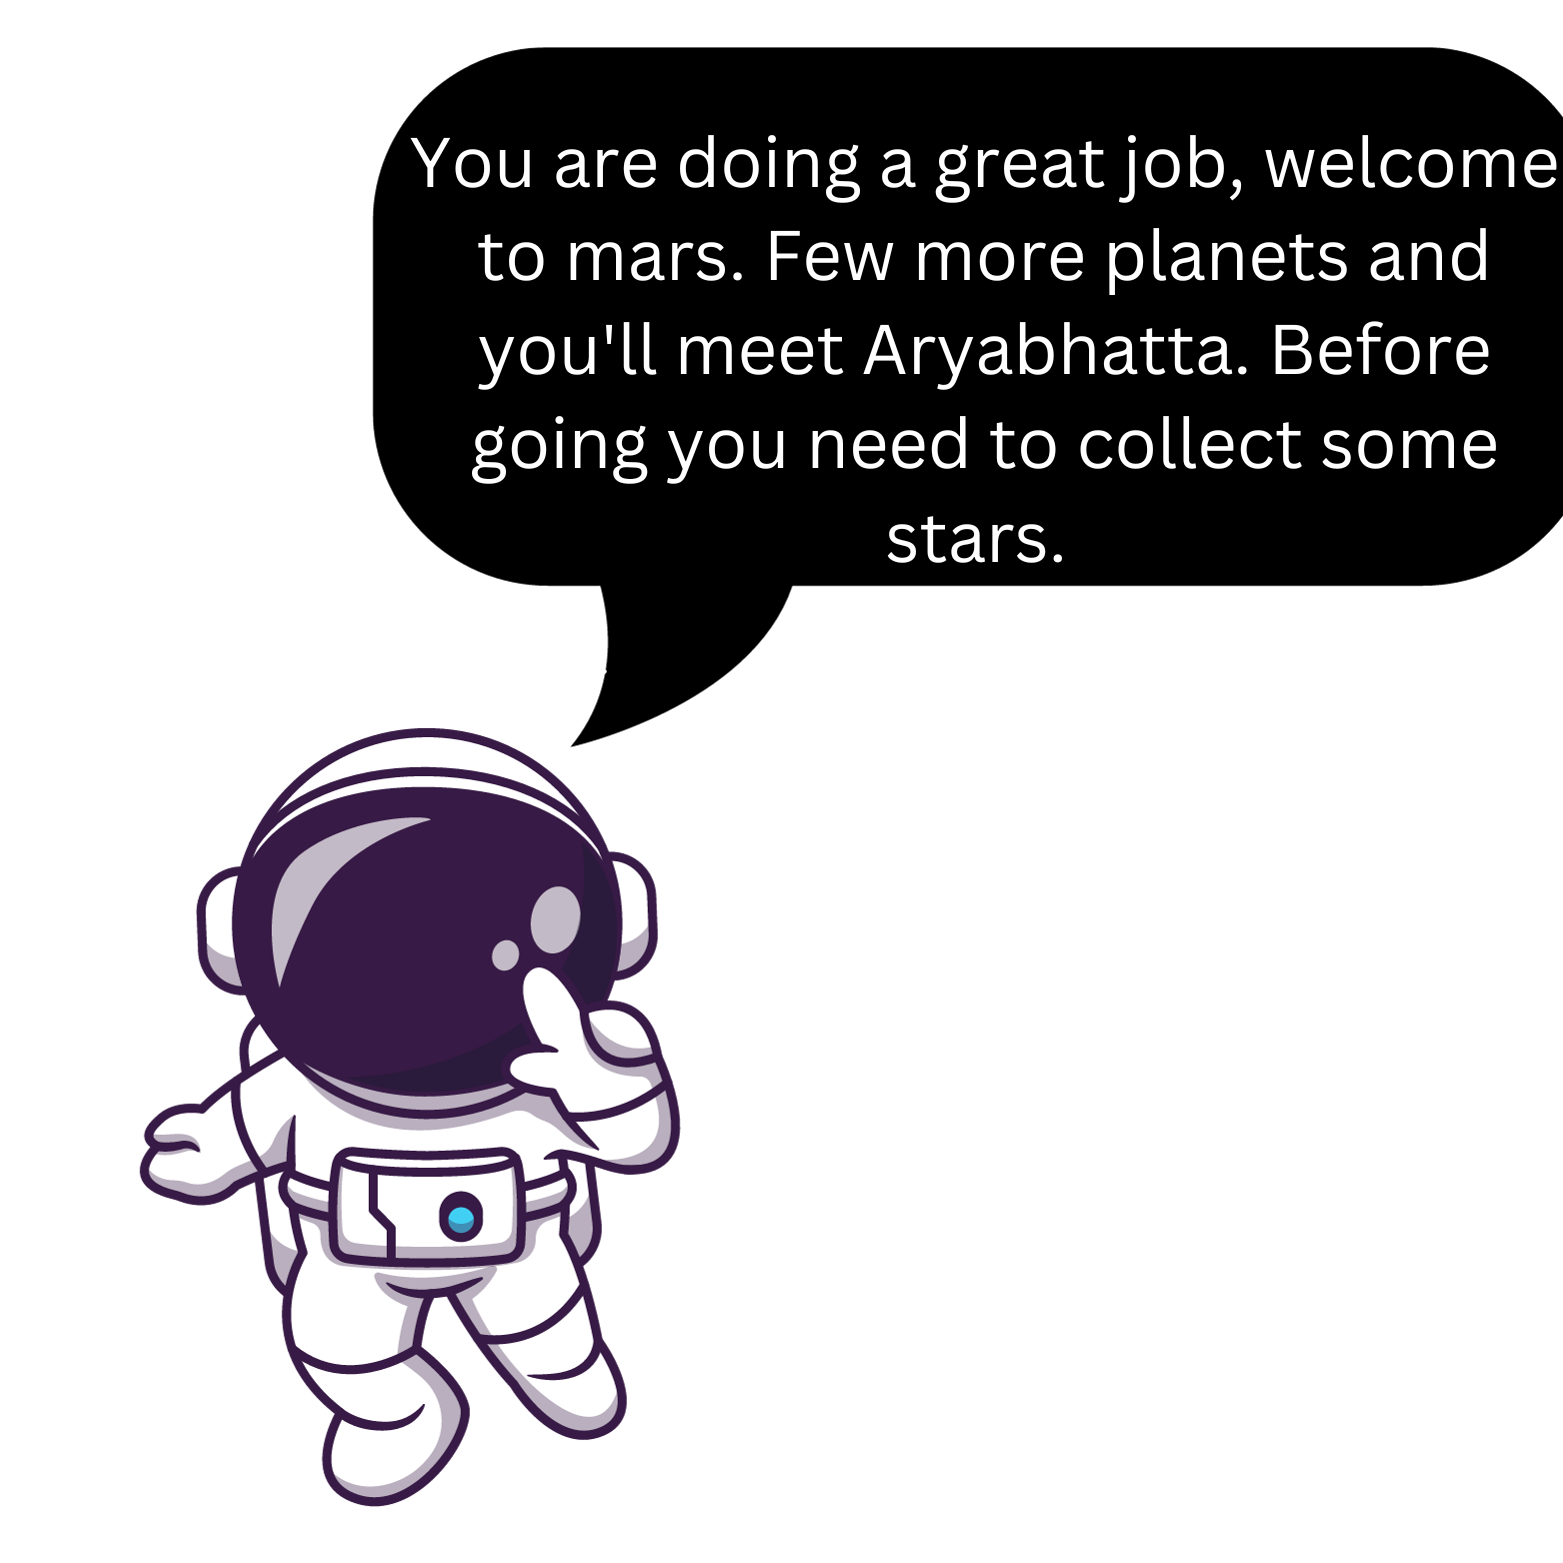 You are doing a great job, welcome
to mars. Few more planets and
you'll meet Aryabhatta. Before
going you need to collect some
stars.